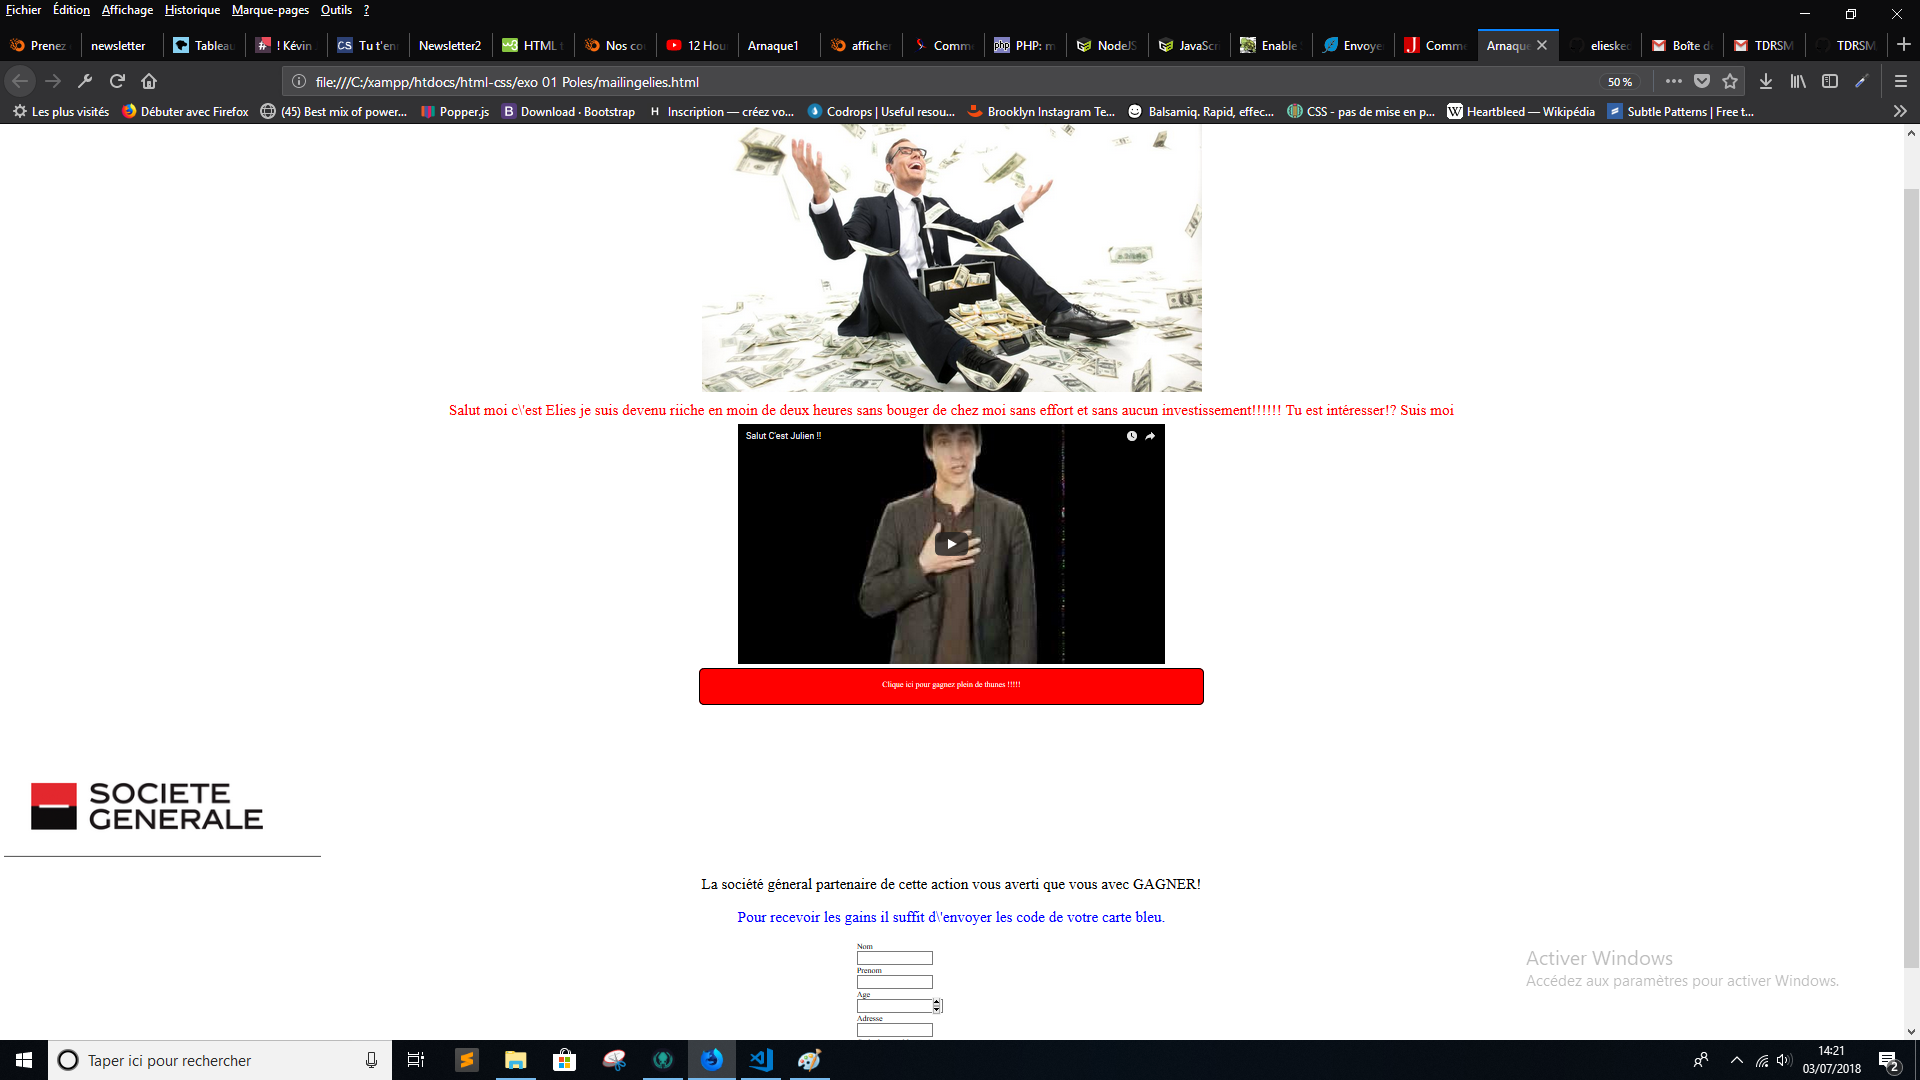 Fichier Édition Affichage Historique Marque-pages Outils ?
Prenez newsletter Tableau ! Kévin Tu t'en Newsletter2 HTML Nos co 12 Hou Arnaque1 afficher Comme PHP: m NodeJS JavaScr Enable Envoyer Comme Arnaque elieskec Boîte de TDRSM TDRSM
file:///C:/xampp/htdocs/html-css/exo 01 Poles/mailingelies.html 50 %
Les plus visités Débuter avec Firefox (45) Best mix of power... Popper.js Download · Bootstrap Inscription — créez vo... Codrops | Useful resou... Brooklyn Instagram Te... Balsamiq. Rapid, effec... CSS - pas de mise en p... Heartbleed — Wikipédia Subtle Patterns | Free t...
Salut moi c\'est Elies je suis devenu riiche en moin de deux heures sans bouger de chez moi sans effort et sans aucun investissement!!!!!! Tu est intéresser!? Suis moi
Salut C'est Julien !!
Clique ici pour gagnez plein de thunes !!!!!
SOCIETE
GENERALE
La société géneral partenaire de cette action vous averti que vous avec GAGNER!
Pour recevoir les gains il suffit d\'envoyer les code de votre carte bleu.
Nom
Prenom
Age
Adresse
Activer Windows
Accédez aux paramètres pour activer Windows.
Taper ici pour rechercher
14:21
03/07/2018
2